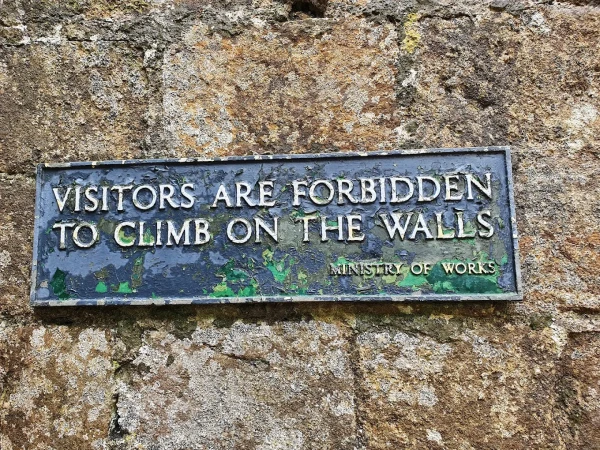 VISITORS ARE FORBIDDEN
TO CLIMB ON THE WALLS
MINISTRY OF WORKS